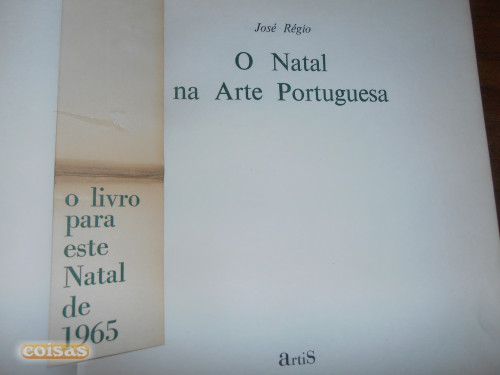 José Régio
O Natal
na Arte Portuguesa
o livro
para
este
Natal
de
1965
coisas
artiS